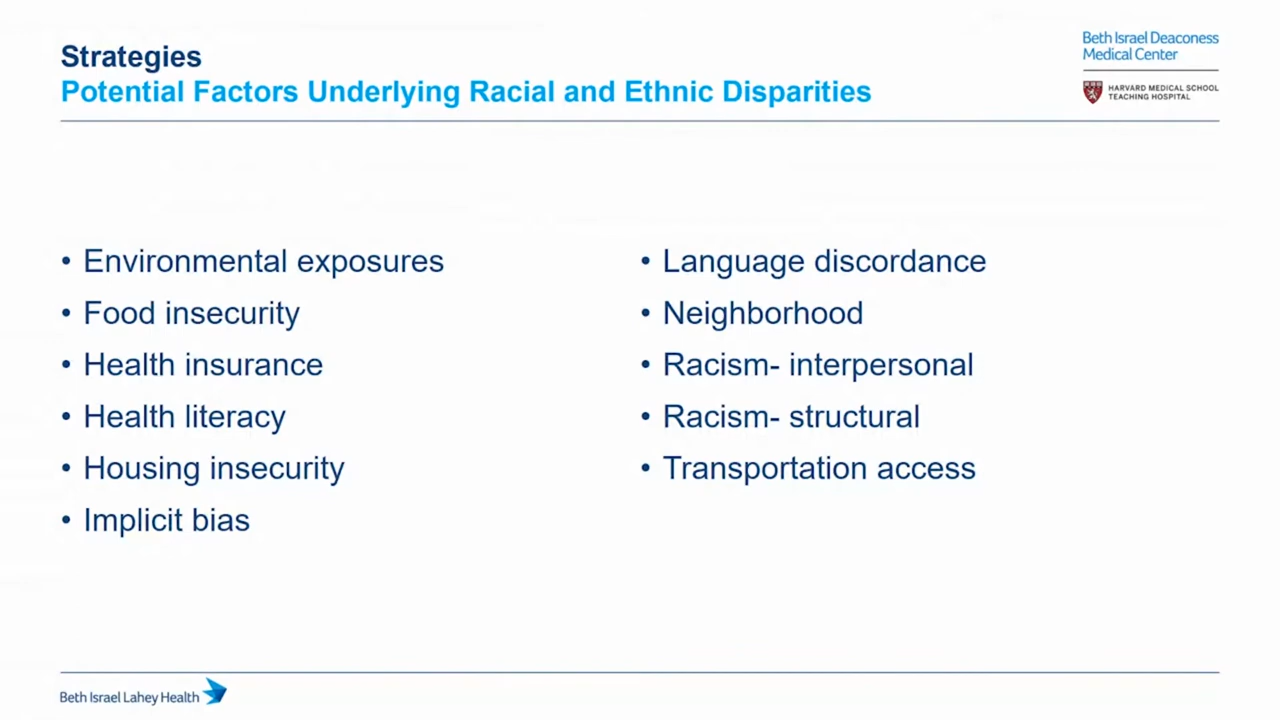 Strategies
Potential Factors Underlying Racial and Ethnic Disparities
Beth Israel Deaconess
Medical Center
HARVARD MEDICAL SCHOOL
TEACHING HOSPITAL
• Environmental exposures
• Food insecurity
• Health insurance
• Health literacy
• Housing insecurity
• Implicit bias
• Language discordance
• Neighborhood
• Racism- interpersonal
• Racism- structural
• Transportation access
Beth Israel Lahey Health